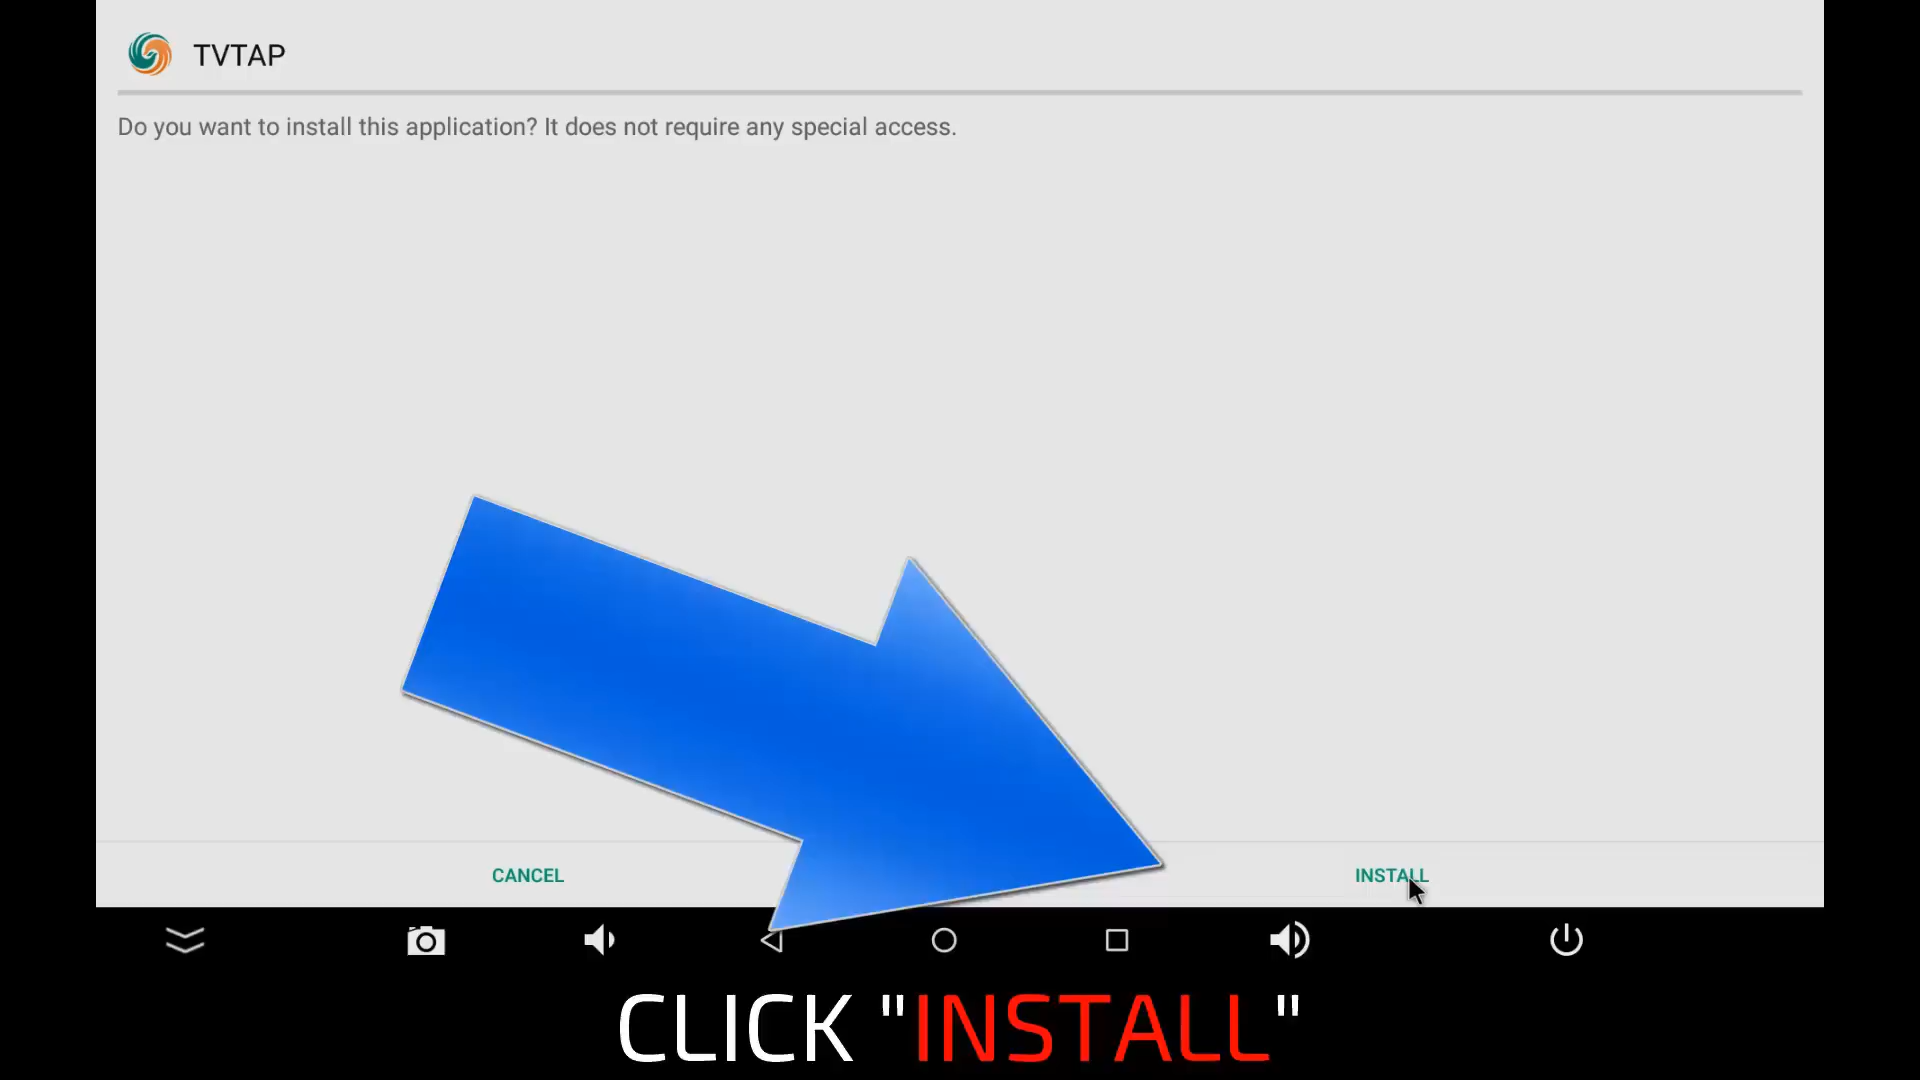 TVTAP
Do you want to install this application? It does not require any special access.
CANCEL
INSTALL
CLICK "INSTALL"